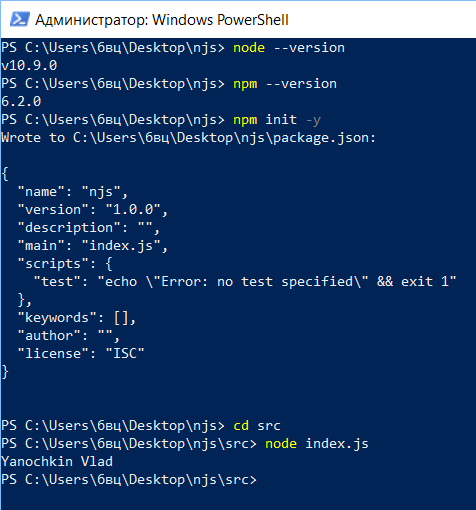 Администратор: Windows PowerShell
PS C:\Users\бвц\Desktop\njs> node --version
v10.9.0
PS C:\Users\бвц\Desktop\njs> npm --version
6.2.0
PS C:\Users\бвц\Desktop\njs> npm init -y
Wrote to C:\Users\бвц\Desktop\njs\package.json:
{
  "name": "njs",
  "version": "1.0.0",
  "description": "",
  "main": "index.js",
  "scripts": {
    "test": "echo \"Error: no test specified\" && exit 1"
  },
  "keywords": [],
  "author": "",
  "license": "ISC"
}
PS C:\Users\бвц\Desktop\njs> cd src
PS C:\Users\бвц\Desktop\njs\src> node index.js
Yanochkin Vlad
PS C:\Users\бвц\Desktop\njs\src>